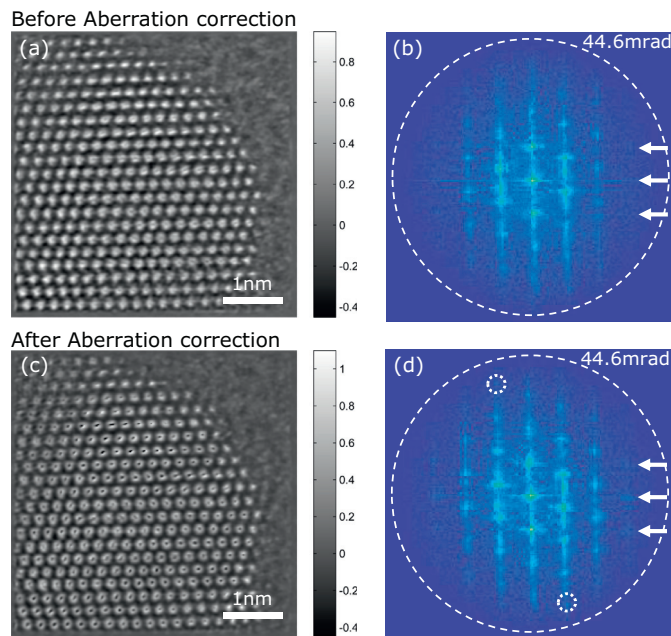 Before Aberration correction
(a)
0.8
0.6
0.4
0.2
0
-0.2
-0.4
1nm
(b)
44.6mrad
After Aberration correction
(c)
1
0.8
0.6
0.4
0.2
0
-0.2
-0.4
1nm
(d)
44.6mrad